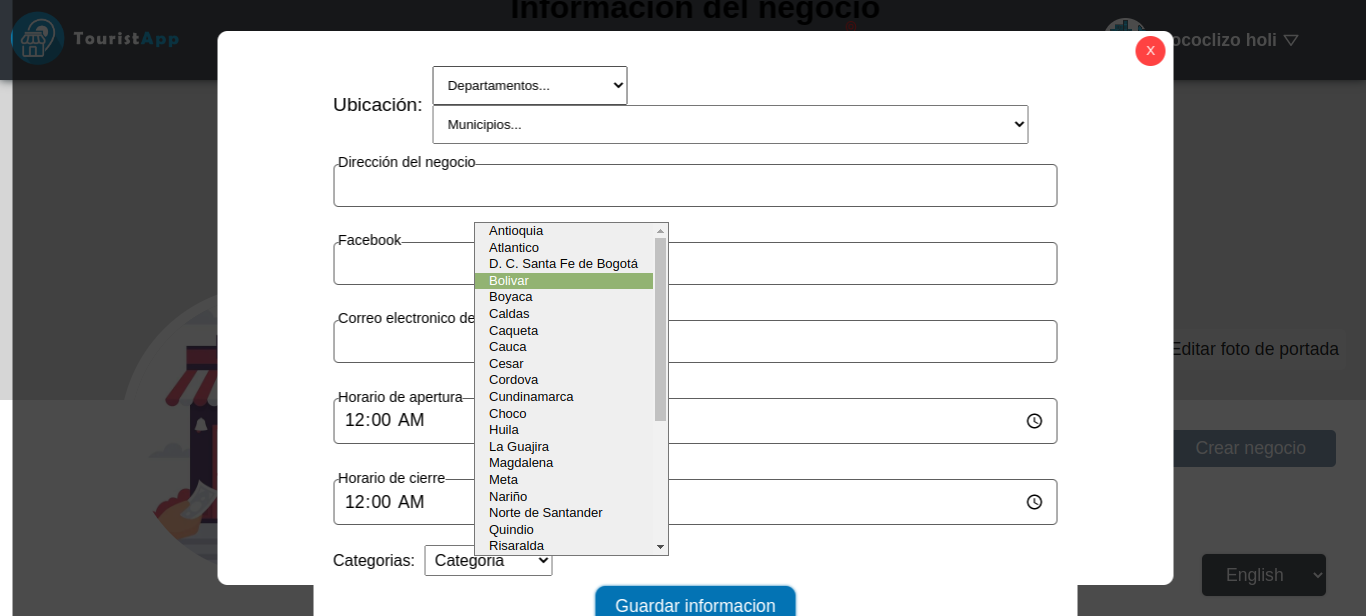 Información del negocio
TouristApp
ococlizo holi
X
Departamentos...
Ubicación:
Municipios...
Dirección del negocio
Facebook
Antioquia
Atlantico
D. C. Santa Fe de Bogotá
Bolivar
Boyaca
Caldas
Caqueta
Cauca
Cesar
Cordova
Cundinamarca
Choco
Huila
La Guajira
Magdalena
Meta
Nariño
Norte de Santander
Quindio
Risaralda
Correo electronico de
Editar foto de portada
Horario de apertura
12:00 AM
Crear negocio
Horario de cierre
12:00 AM
Categorias:
Categoria
English
Guardar informacion